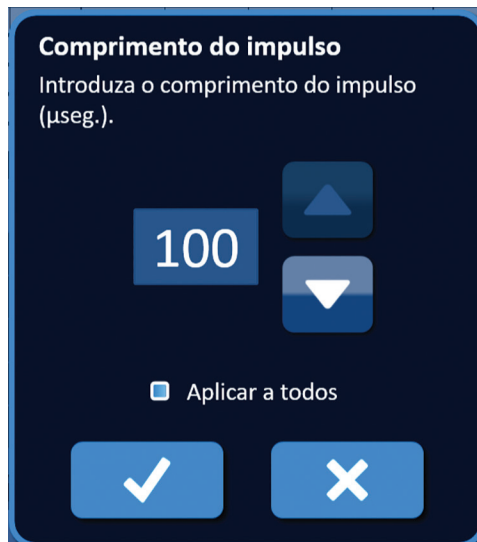 Comprimento do impulso
Introduza o comprimento do impulso
(μseg.).
100
Aplicar a todos